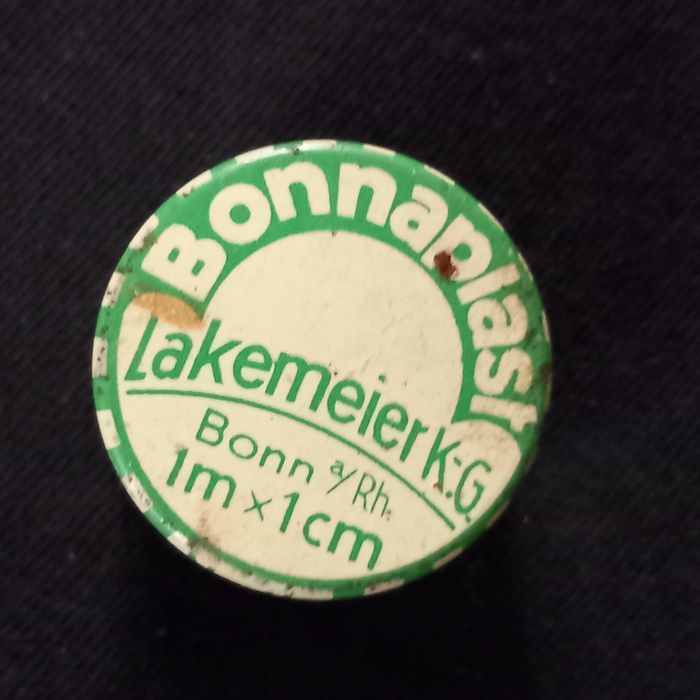 Bonnaplast
Lakemeier K.-G.
Bonn a/Rh.
1m x 1cm